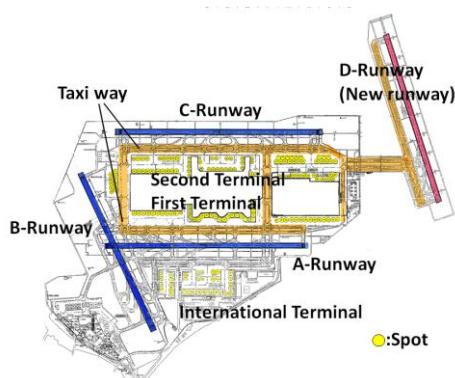 D-Runway
(New runway)
Taxi way
C-Runway
Second Terminal
First Terminal
B-Runway
A-Runway
International Terminal
:Spot